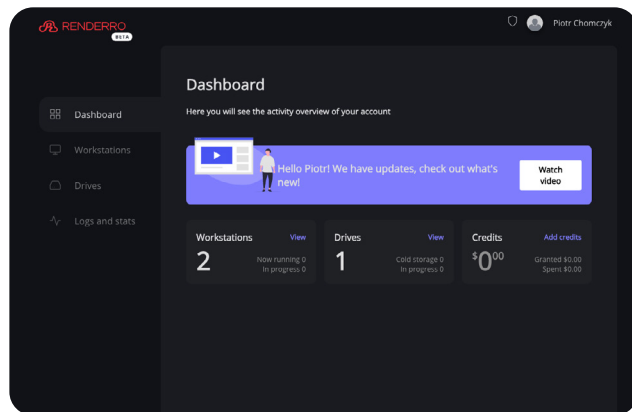 RENDERRO
BETA
Piotr Chomczyk
Dashboard
Workstations
Drives
Logs and stats
Dashboard
Here you will see the activity overview of your account
Hello Piotr! We have updates, check out what's
new!
Watch
video
Workstations View
2
Now running 0
In progress 0
Drives View
1
Cold storage 0
In progress 0
Credits Add credits
$000
Granted $0.00
Spent $0.00